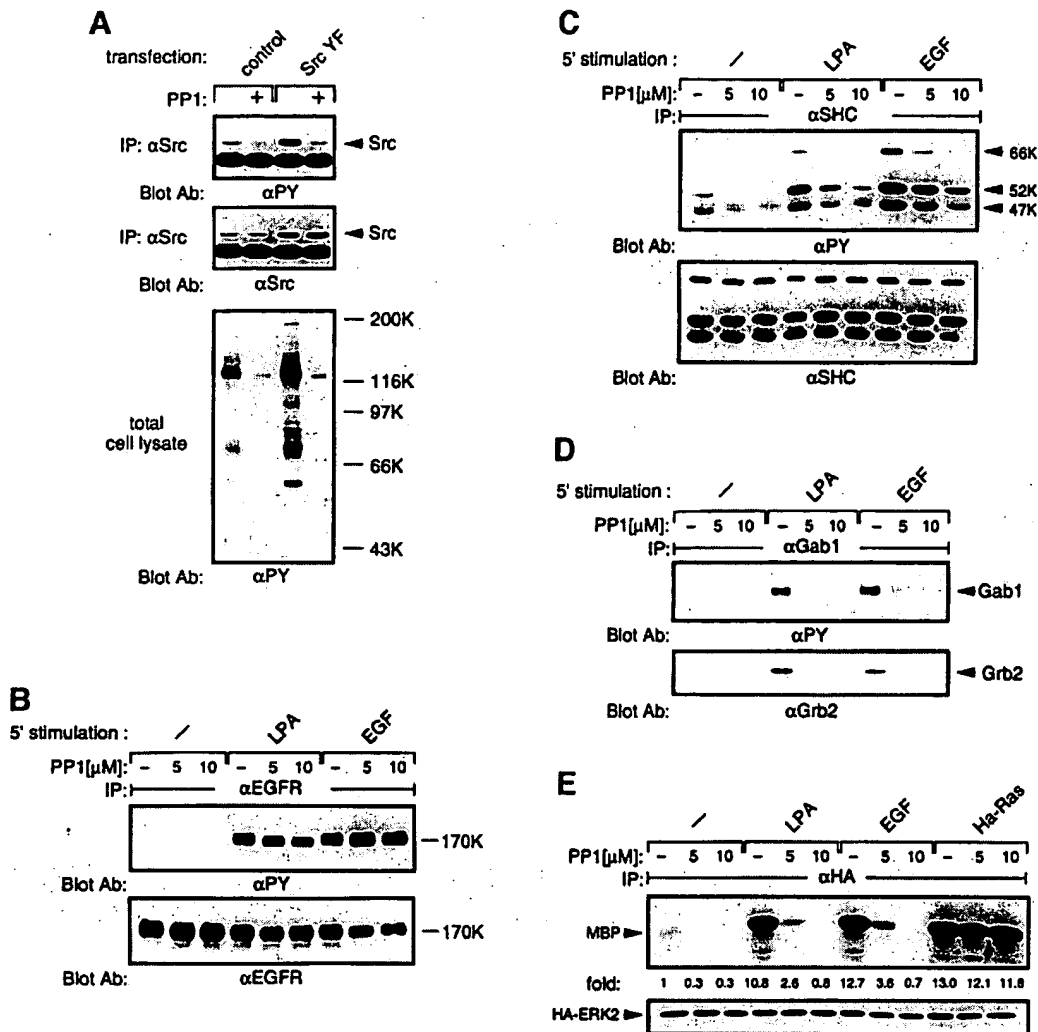 A
transfection: control Src YF
PP1: + +
IP: αSrc Src
Blot Ab: αPY
IP: αSrc Src
Blot Ab: αSrc
200K
116K
97K
total
cell lysate
66K
43K
Blot Ab: αPY
B
5' stimulation : / LPA EGF
PP1[μM]: – 5 10 – 5 10 – 5 10
IP: αEGFR
170K
Blot Ab: αPY
170K
Blot Ab: αEGFR
C
5' stimulation : / LPA EGF
PP1[μM]: – 5 10 – 5 10 – 5 10
IP: αSHC
66K
52K
47K
Blot Ab: αPY
Blot Ab: αSHC
D
5' stimulation : / LPA EGF
PP1[μM]: – 5 10 – 5 10 – 5 10
IP: αGab1
Gab1
Blot Ab: αPY
Grb2
Blot Ab: αGrb2
E
/ LPA EGF Ha-Ras
PP1[μM]: – 5 10 – 5 10 – 5 10 – 5 10
IP: αHA
MBP
fold: 1 0.3 0.3 10.8 2.6 0.8 12.7 3.6 0.7 13.0 12.1 11.8
HA-ERK2